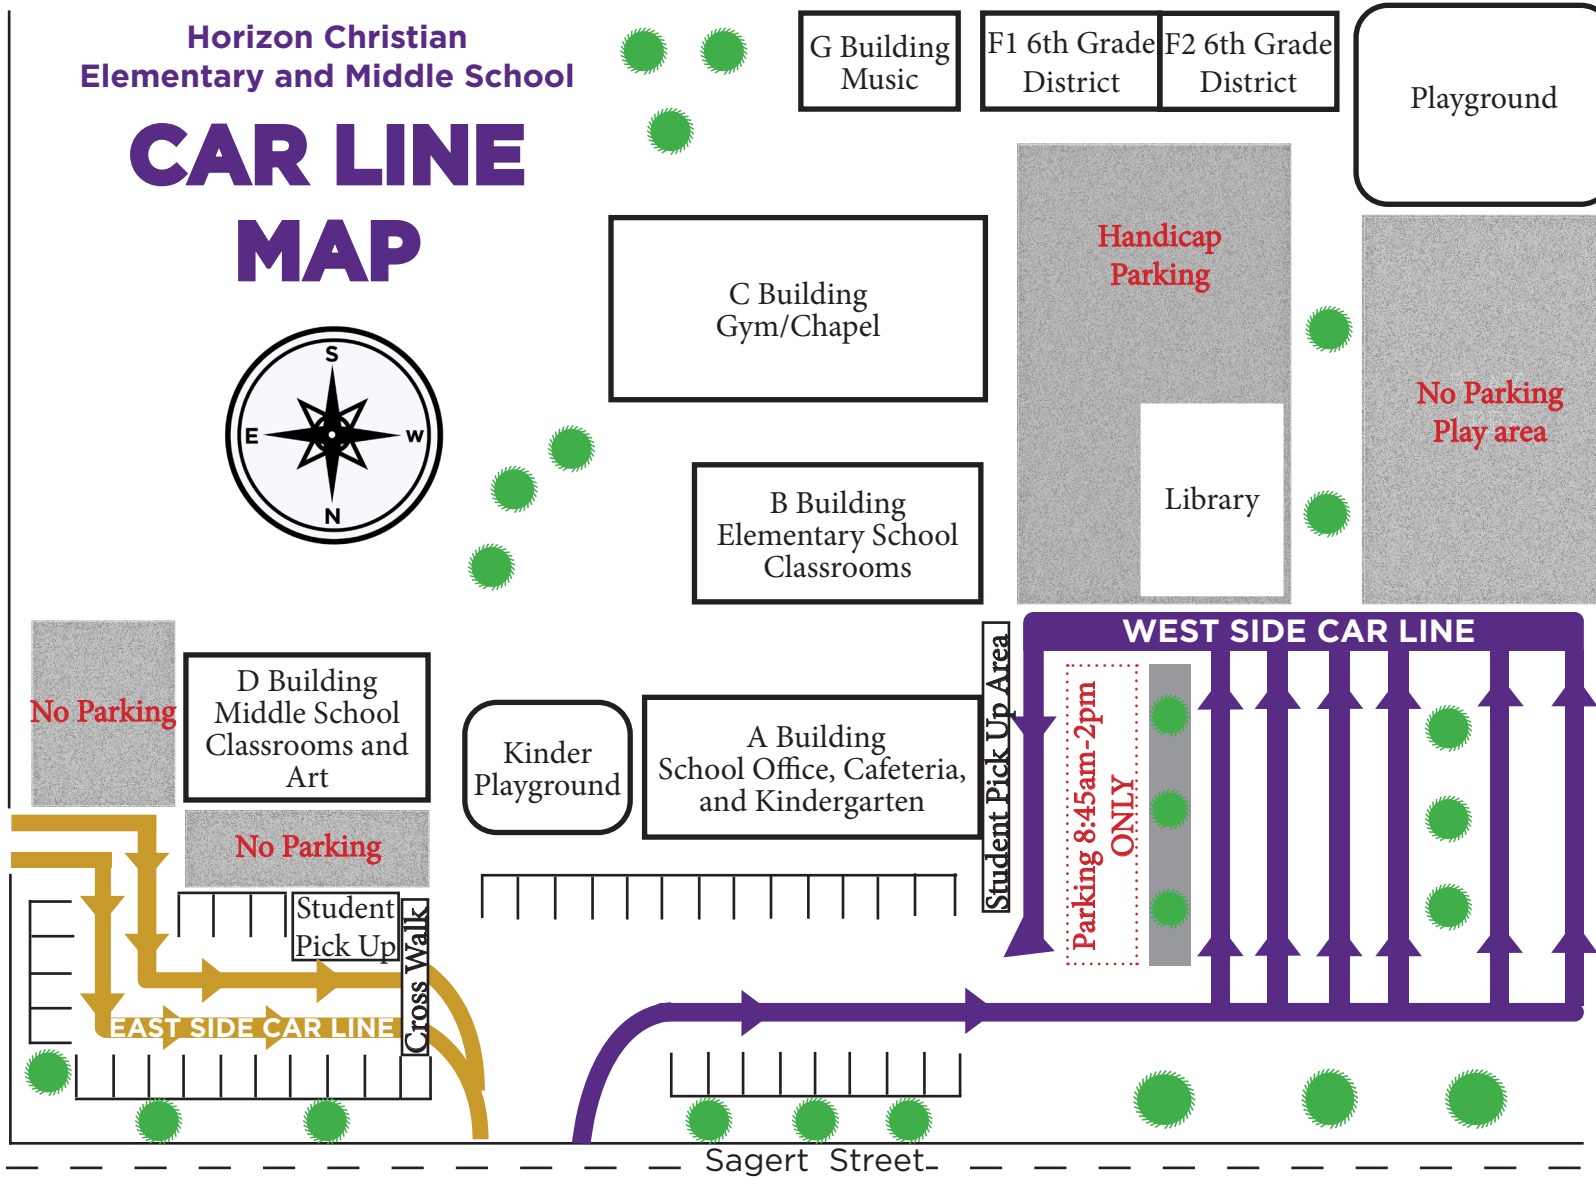 Horizon Christian
Elementary and Middle School
CAR LINE
MAP
S
E
W
N
G Building
Music
F1 6th Grade
District
F2 6th Grade
District
Playground
Handicap
Parking
C Building
Gym/Chapel
No Parking
Play area
Library
B Building
Elementary School
Classrooms
WEST SIDE CAR LINE
Student Pick Up Area
Parking 8:45am-2pm
ONLY
No Parking
D Building
Middle School
Classrooms and
Art
Kinder
Playground
A Building
School Office, Cafeteria,
and Kindergarten
No Parking
Student
Pick Up
Cross Walk
EAST SIDE CAR LINE
Sagert Street